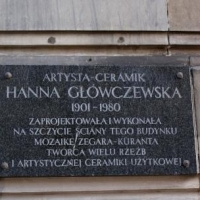 ARTYSTA-CERAMIK
HANNA GŁÓWCZEWSKA
1901-1980
ZAPROJEKTOWAŁA I WYKONAŁA
NA SZCZYCIE ŚCIANY TEGO BUDYNKU
MOZAIKĘ ZEGARA-KURANTA
TWÓRCA WIELU RZEŹB
I ARTYSTYCZNEJ CERAMIKI UŻYTKOWEJ